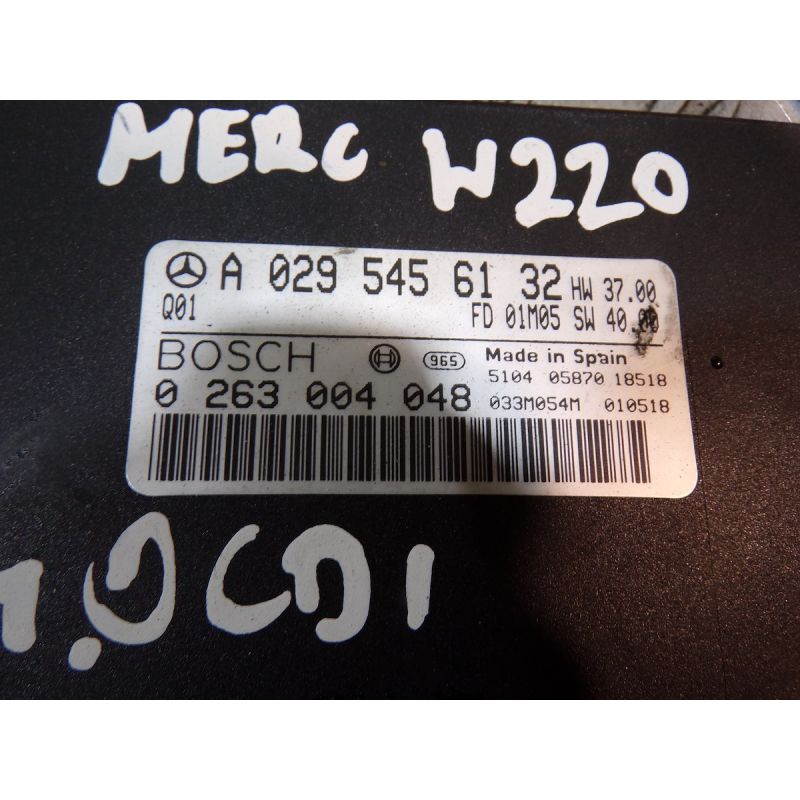 MERC W220
A 029 545 61 32 HW 37.00
Q01 FD 01M05 SW 40.00
BOSCH 965 Made in Spain
5104 05870 18518
0 263 004 048 033M054M 010518
.0CDI